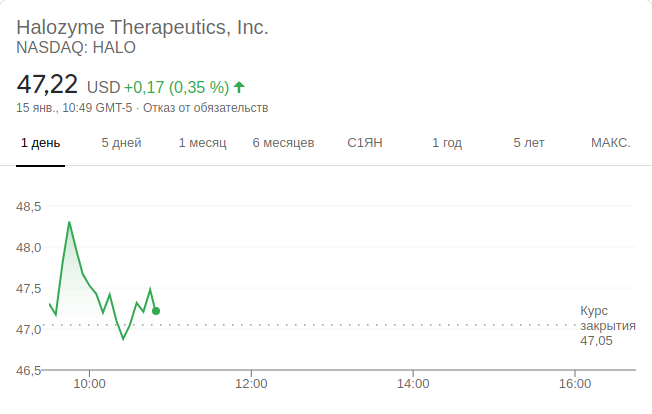 Halozyme Therapeutics, Inc.
NASDAQ: HALO
47,22 USD +0,17 (0,35 %)
15 янв., 10:49 GMT-5 · Отказ от обязательств
1 день 5 дней 1 месяц 6 месяцев С1ЯН 1 год 5 лет МАКС.
48,5
48,0
47,5
47,0
46,5
Курс
закрытия
47,05
10:00 12:00 14:00 16:00